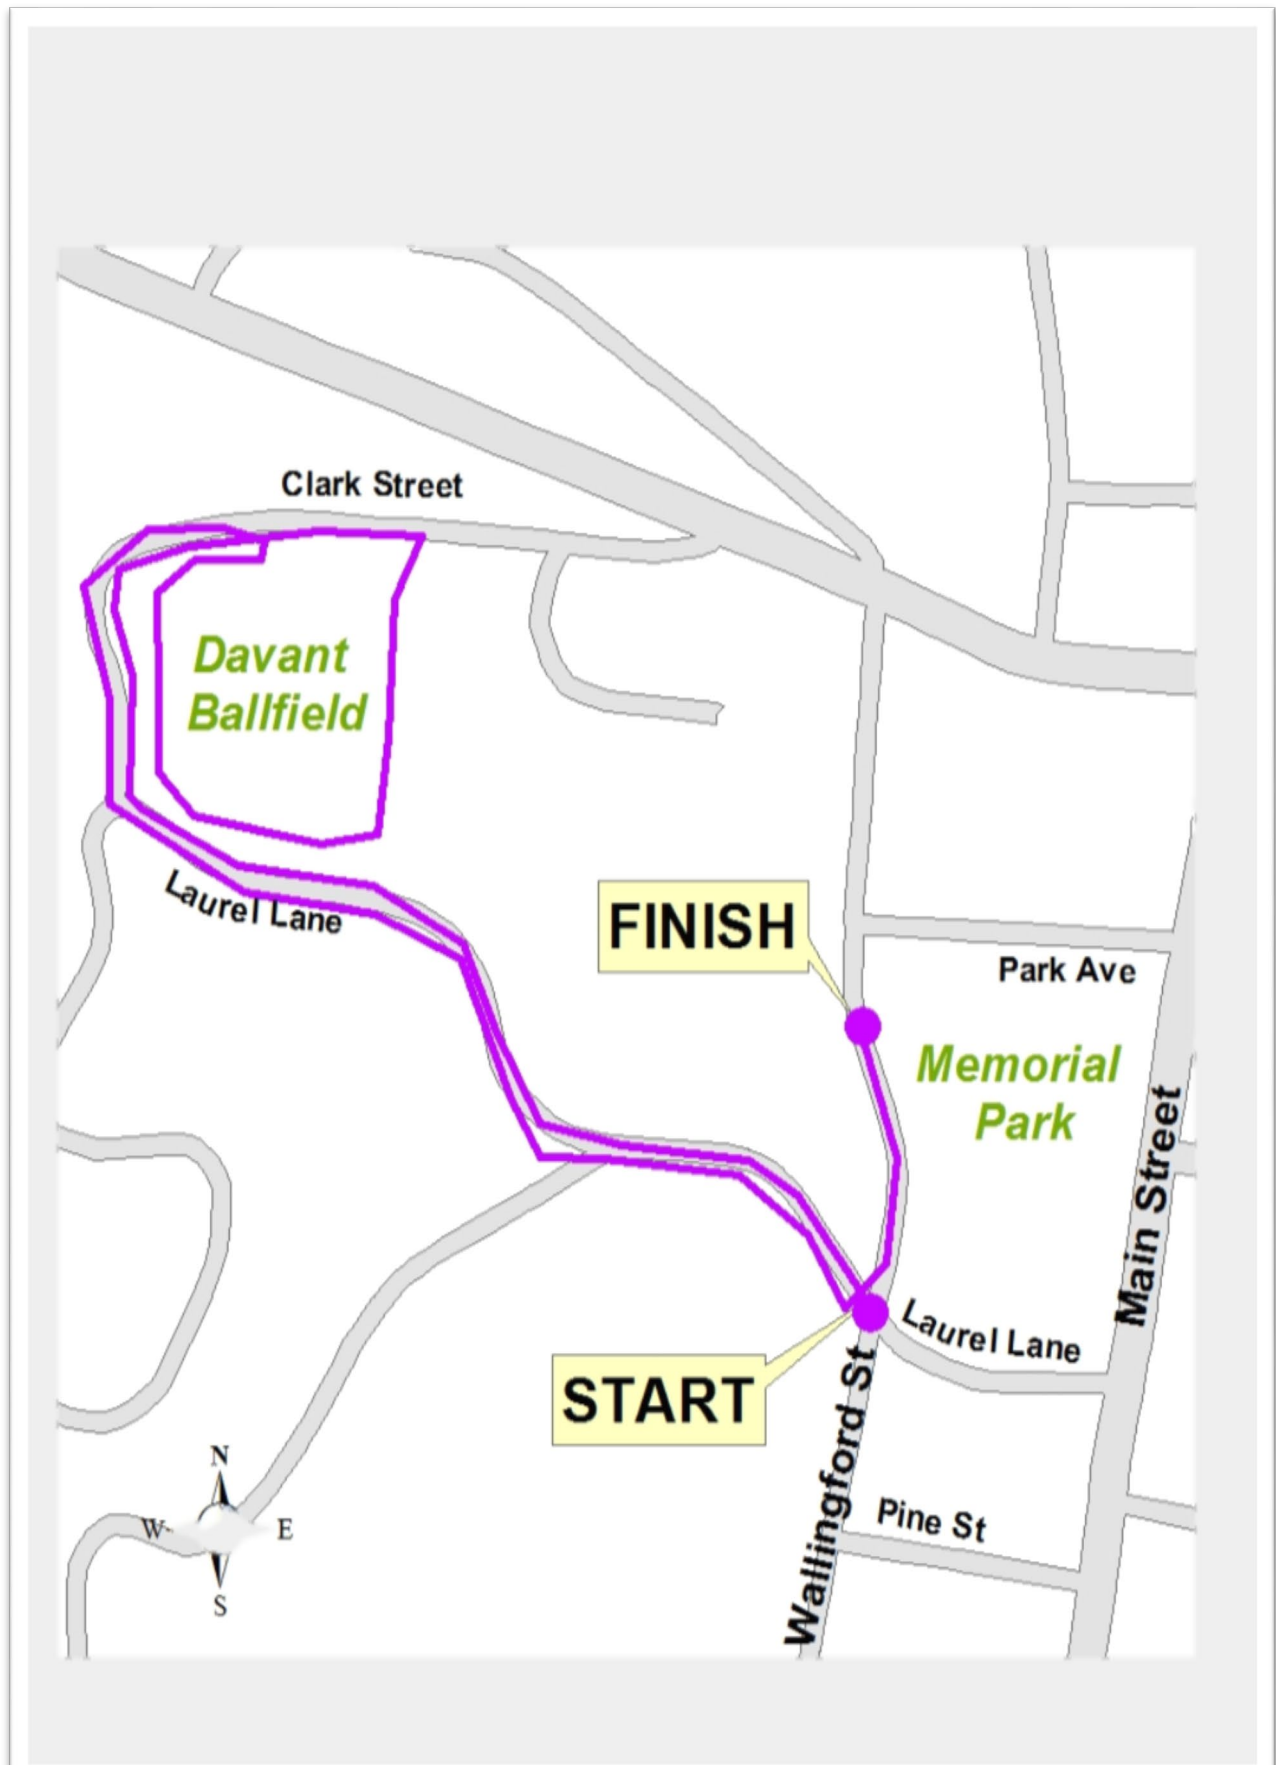 Clark Street
Davant
Ballfield
Laurel Lane
FINISH
Park Ave
Memorial
Park
Main Street
Laurel Lane
START
Wallingford St
Pine St
N
W
E
S